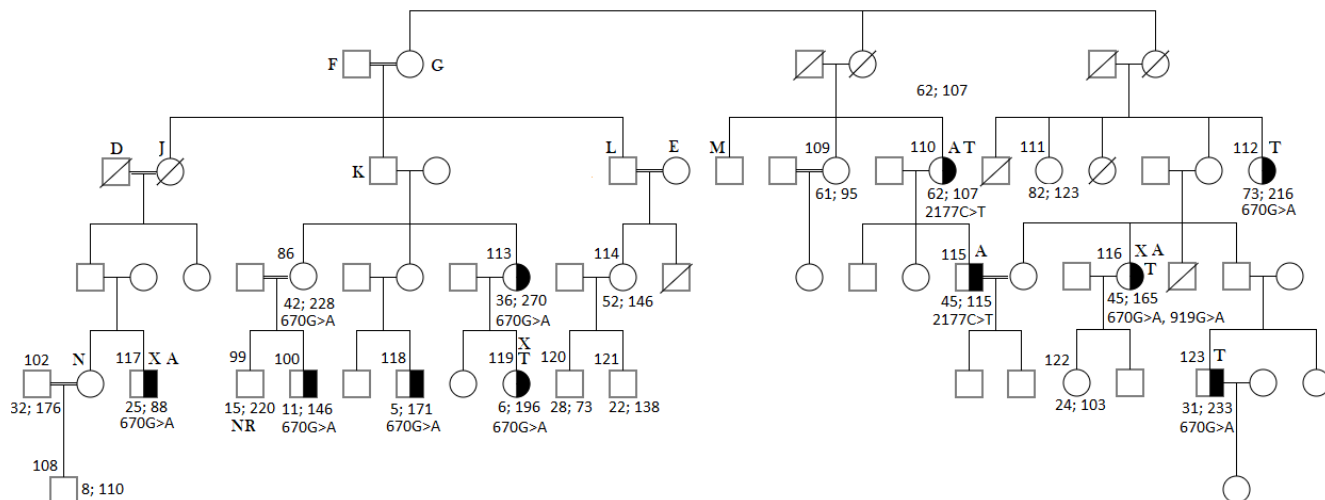 F G
62; 107
D J K L E M 109 110 A T 111 112 T
61; 95 62; 107 82; 123 73; 216
2177C>T 670G>A
86 113 114 115 A 116 X A
T
42; 228 36; 270 52; 146 45; 115 45; 165
670G>A 670G>A 2177C>T 670G>A, 919G>A
102 N 117 X A 99 100 118 X
119 T 120 121 122 123 T
32; 176 25; 88 15; 220 11; 146 5; 171 6; 196 28; 73 22; 138 24; 103 31; 233
670G>A NR 670G>A 670G>A 670G>A 670G>A
108
8; 110